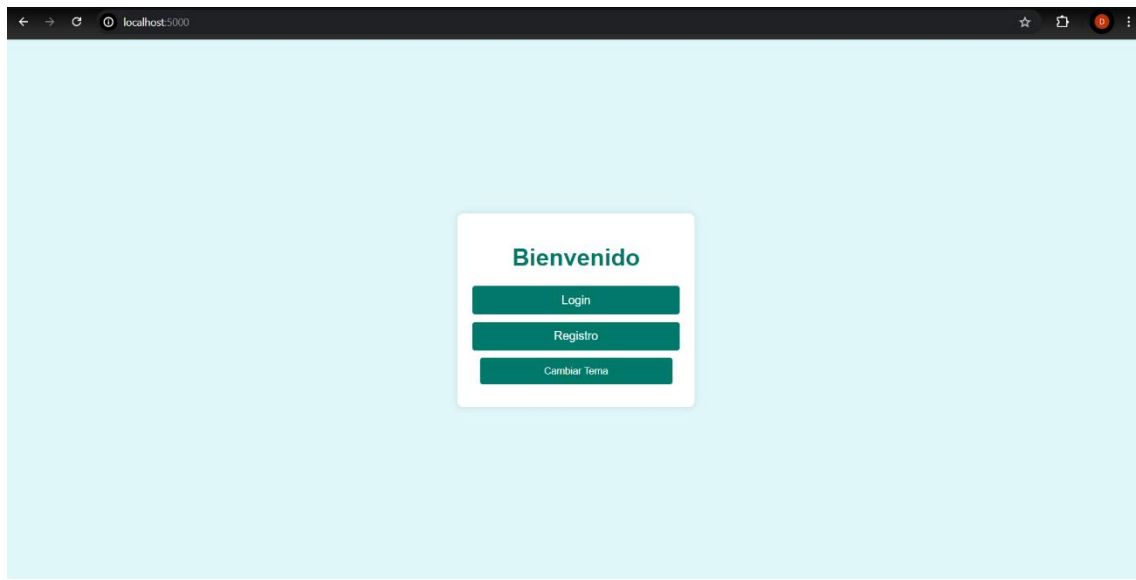 localhost:5000
D
Bienvenido
Login
Registro
Cambiar Tema